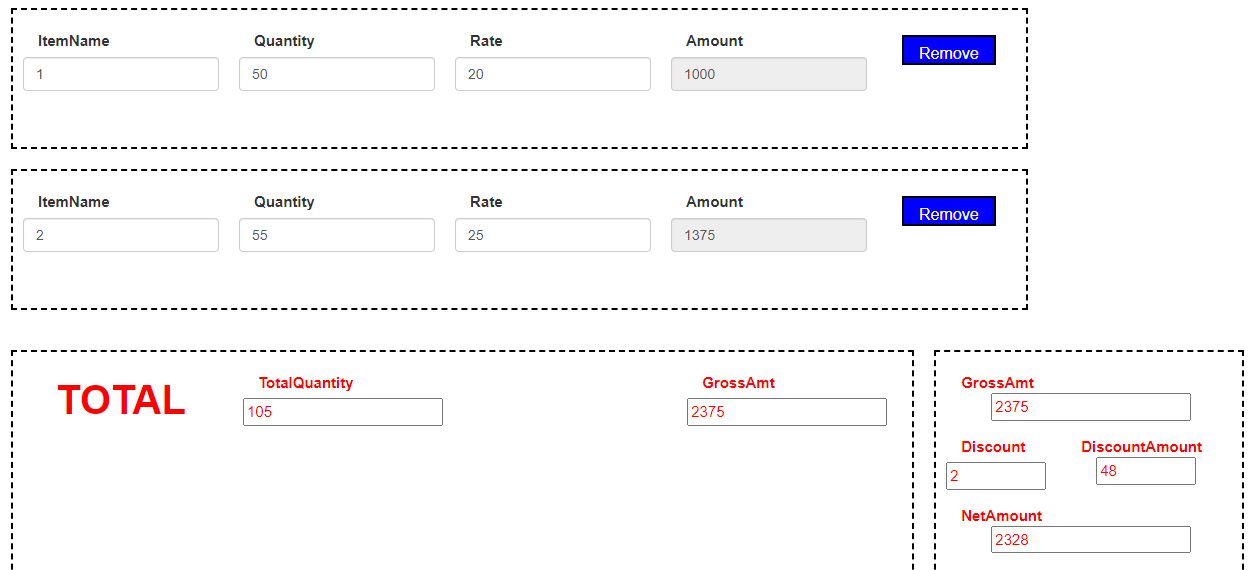 ItemName Quantity Rate Amount Remove
1 50 20 1000
ItemName Quantity Rate Amount Remove
2 55 25 1375
TOTAL TotalQuantity GrossAmt
105 2375
GrossAmt
2375
Discount DiscountAmount
2 48
NetAmount
2328